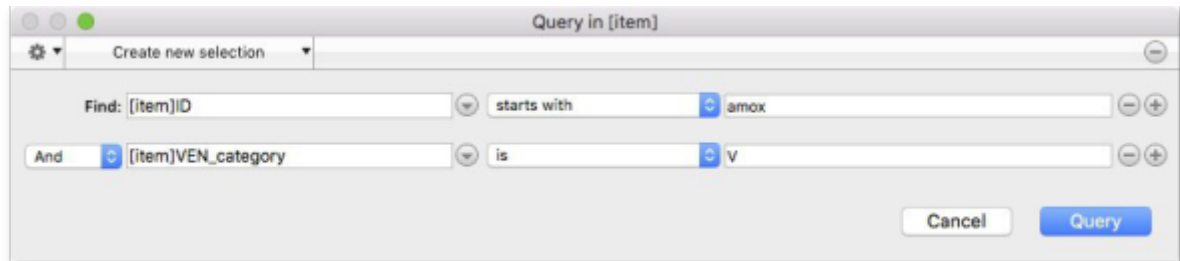 Query in [item]
Create new selection
Find: [item]ID starts with amox
And [item]VEN_category is V
Cancel Query